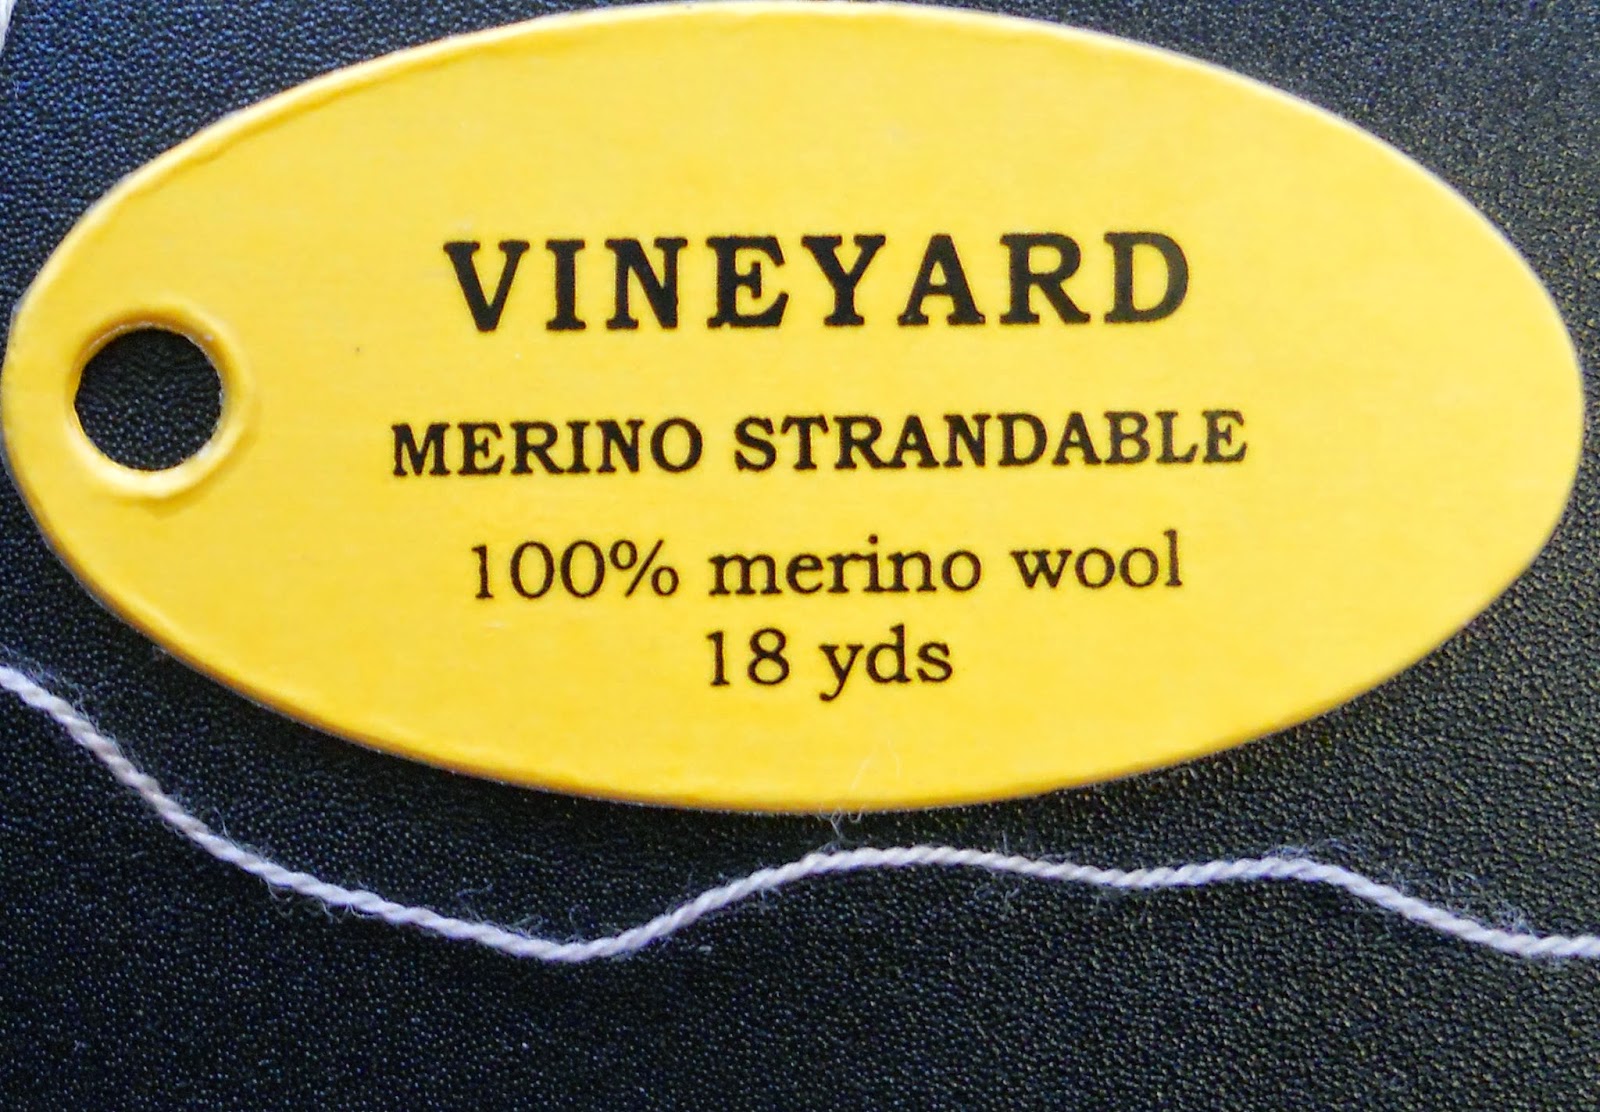 VINEYARD
MERINO STRANDABLE
100% merino wool
18 yds